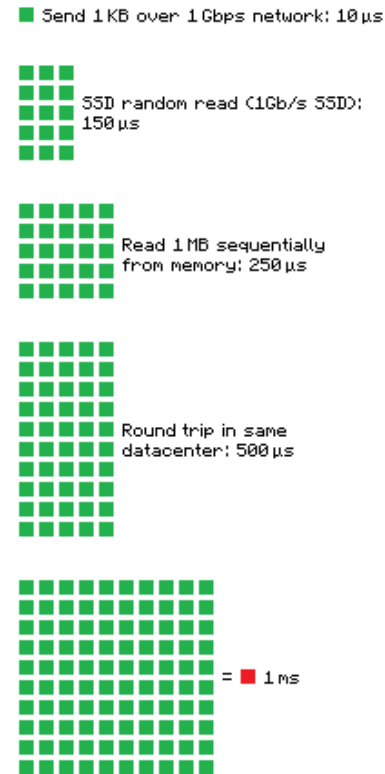 Send 1 KB over 1 Gbps network: 10 µs
SSD random read (1Gb/s SSD):
150 µs
Read 1 MB sequentially
from memory: 250 µs
Round trip in same
datacenter: 500 µs
= 1 ms